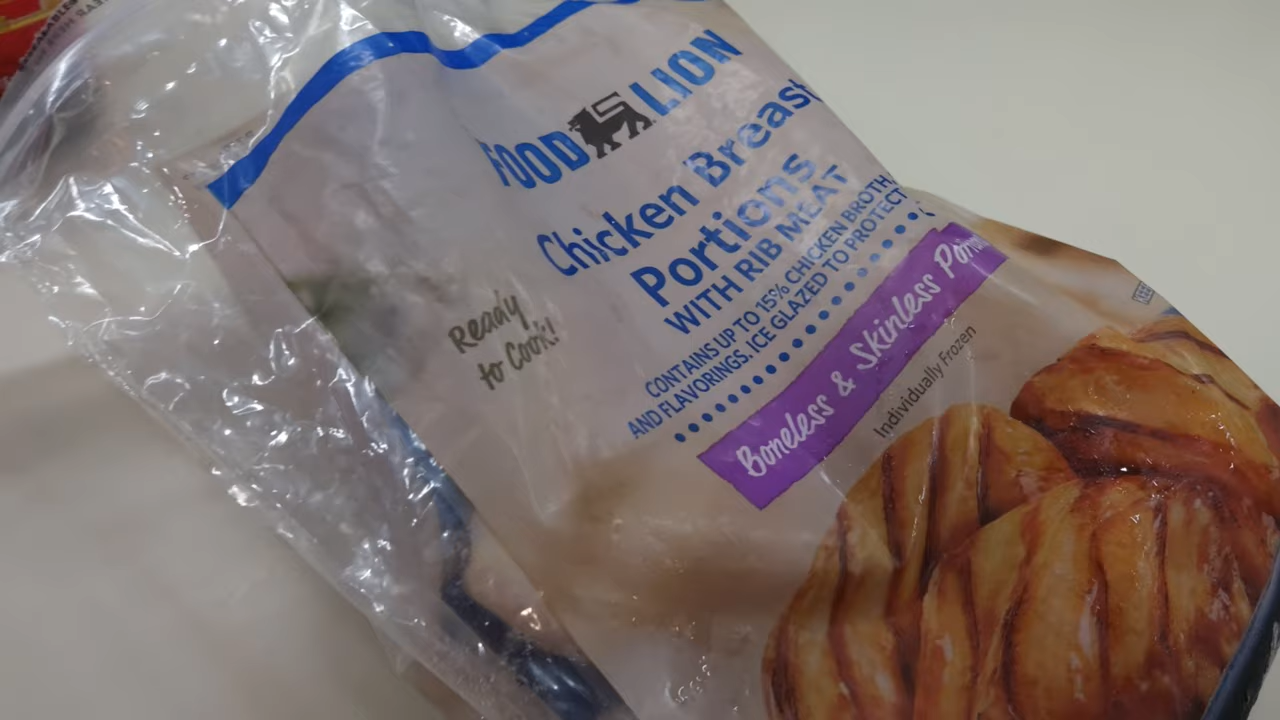 FOOD LION
Chicken Breast
Portions
WITH RIB MEAT
CONTAINS UP TO 15% CHICKEN BROTH,
AND FLAVORINGS. ICE GLAZED TO PROTECT
Boneless & Skinless
Individually Frozen
Ready
to Cook!